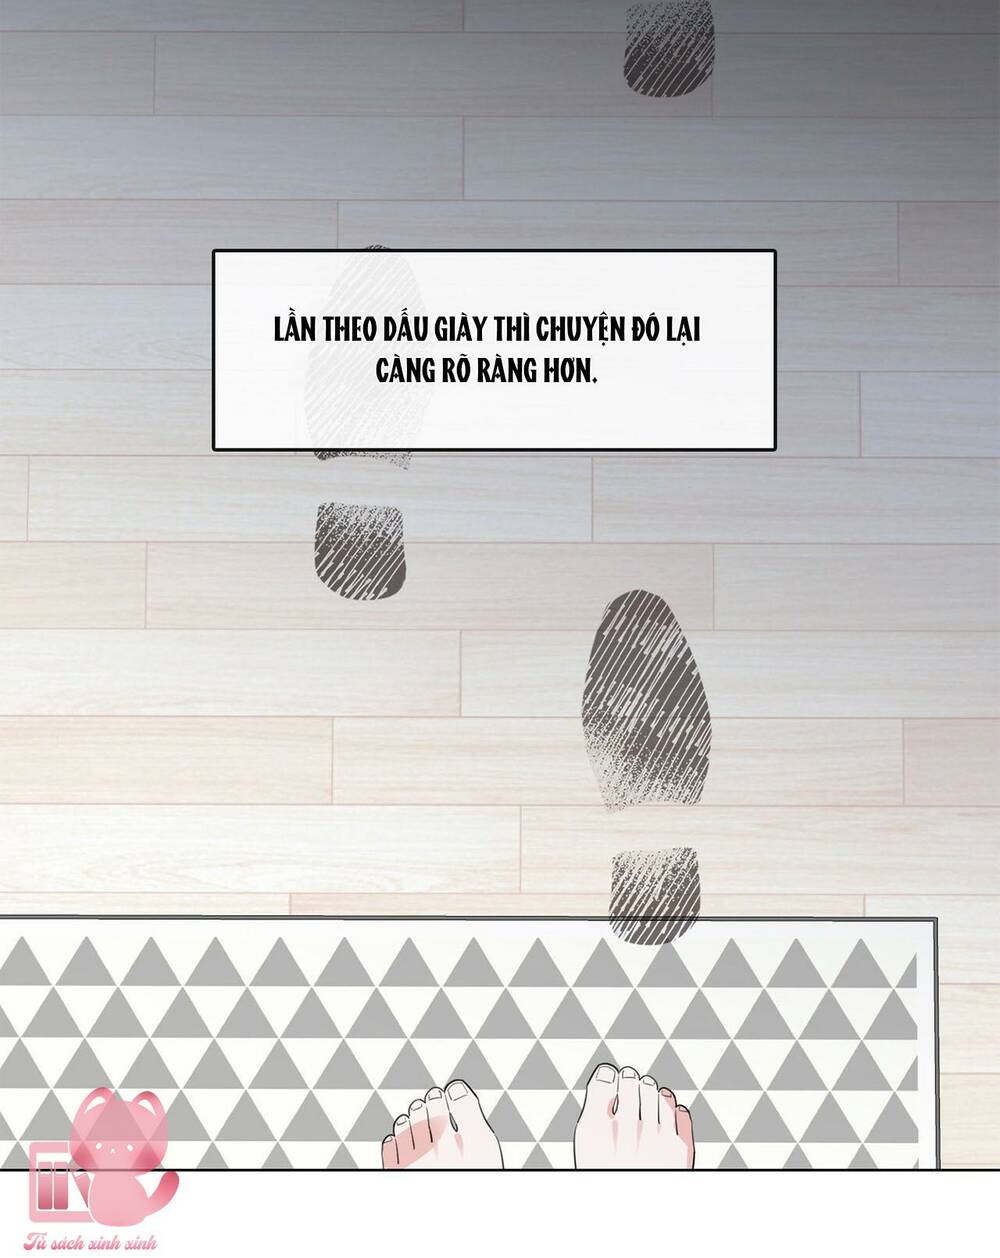 LẦN THEO DẤU GIÀY THÌ CHUYỆN ĐÓ LẠI
CÀNG RÕ RÀNG HƠN.
Tủ sách xinh xinh